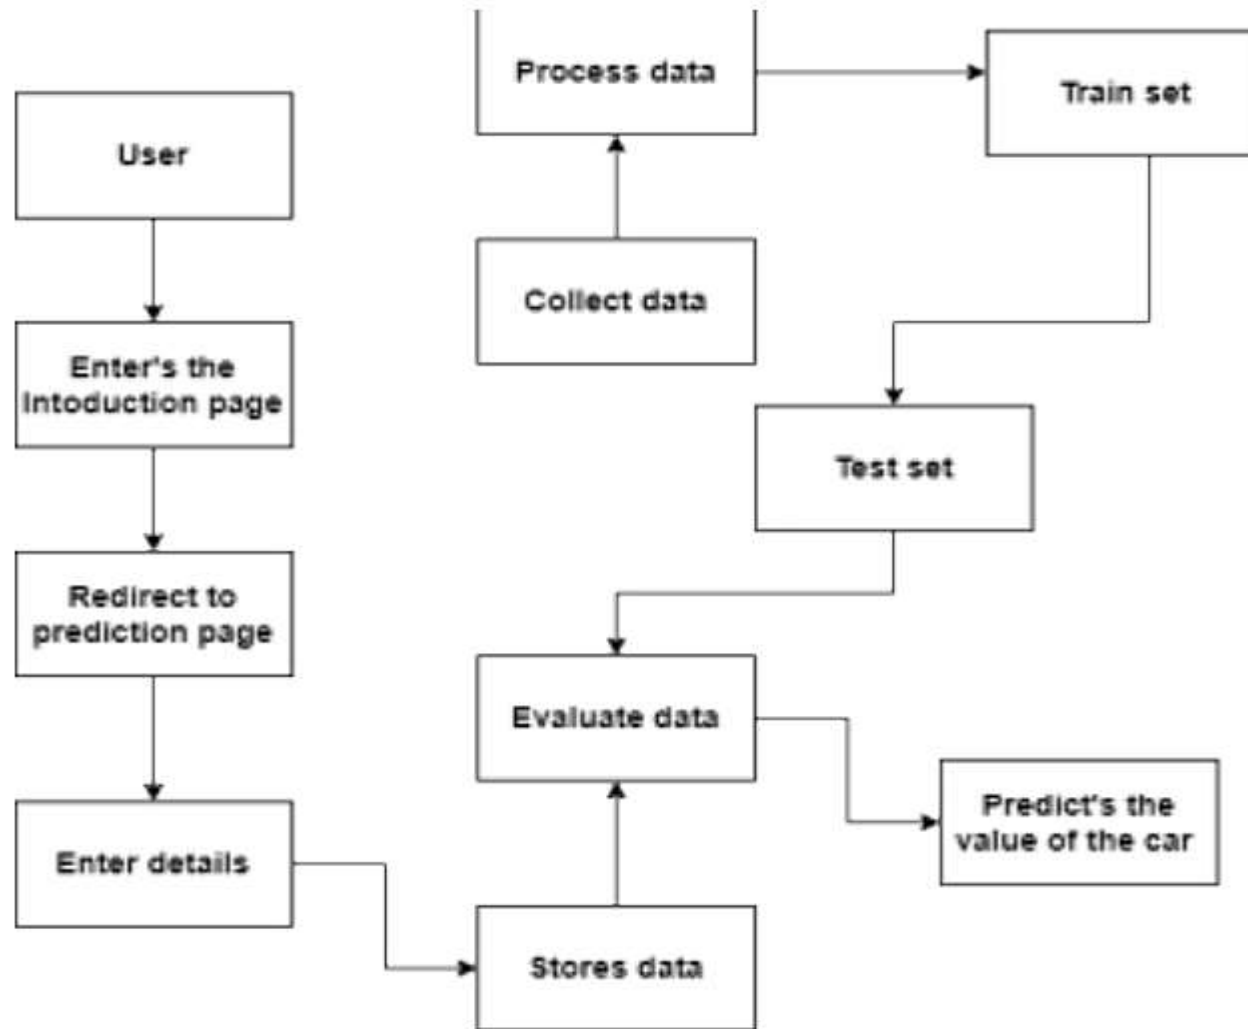 Process data
Train set
User
Collect data
Enter's the
Intoduction page
Test set
Redirect to
prediction page
Evaluate data
Predict's the
value of the car
Enter details
Stores data